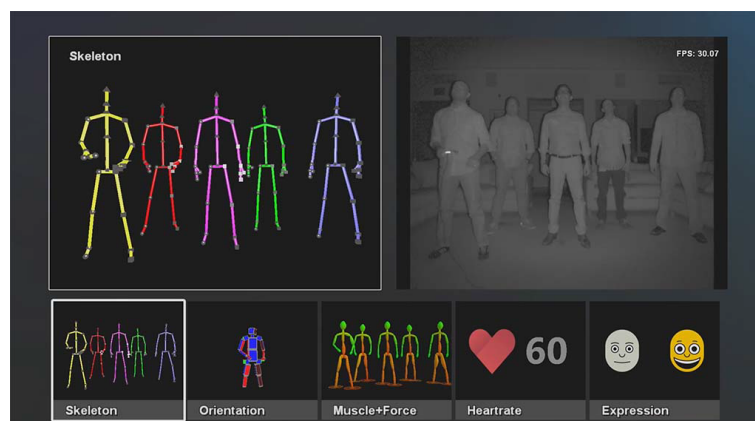 Skeleton
FPS: 30.07
60
Skeleton
Orientation
Muscle+Force
Heartrate
Expression